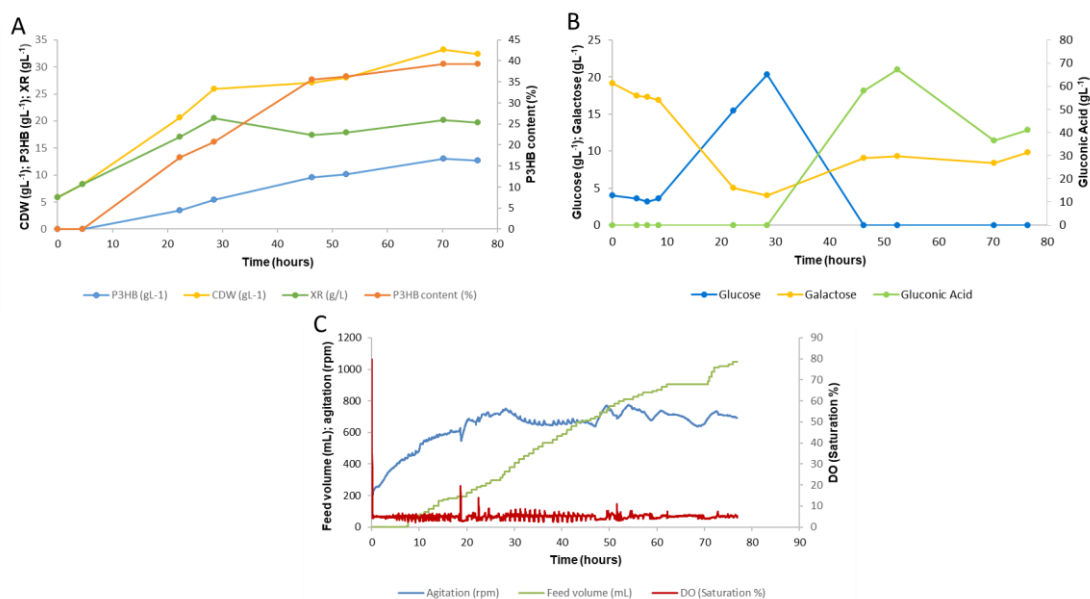 A
CDW (gL-1); P3HB (gL-1); XR (gL-1)
35
30
25
20
15
10
5
0
45
40
35
30
25
20
15
10
5
0
P3HB content (%)
0 10 20 30 40 50 60 70 80
Time (hours)
P3HB (gL-1) CDW (gL-1) XR (g/L) P3HB content (%)
B
Glucose (gL-1); Galactose (gL-1)
25
20
15
10
5
0
80
70
60
50
40
30
20
10
0
Gluconic Acid (gL-1)
0 10 20 30 40 50 60 70 80
Time (hours)
Glucose Galactose Gluconic Acid
C
Feed volume (mL); agitation (rpm)
1200
1000
800
600
400
200
0
90
80
70
60
50
40
30
20
10
0
DO (Saturation %)
0 10 20 30 40 50 60 70 80 90
Time (hours)
Agitation (rpm) Feed volume (mL) DO (Saturation %)